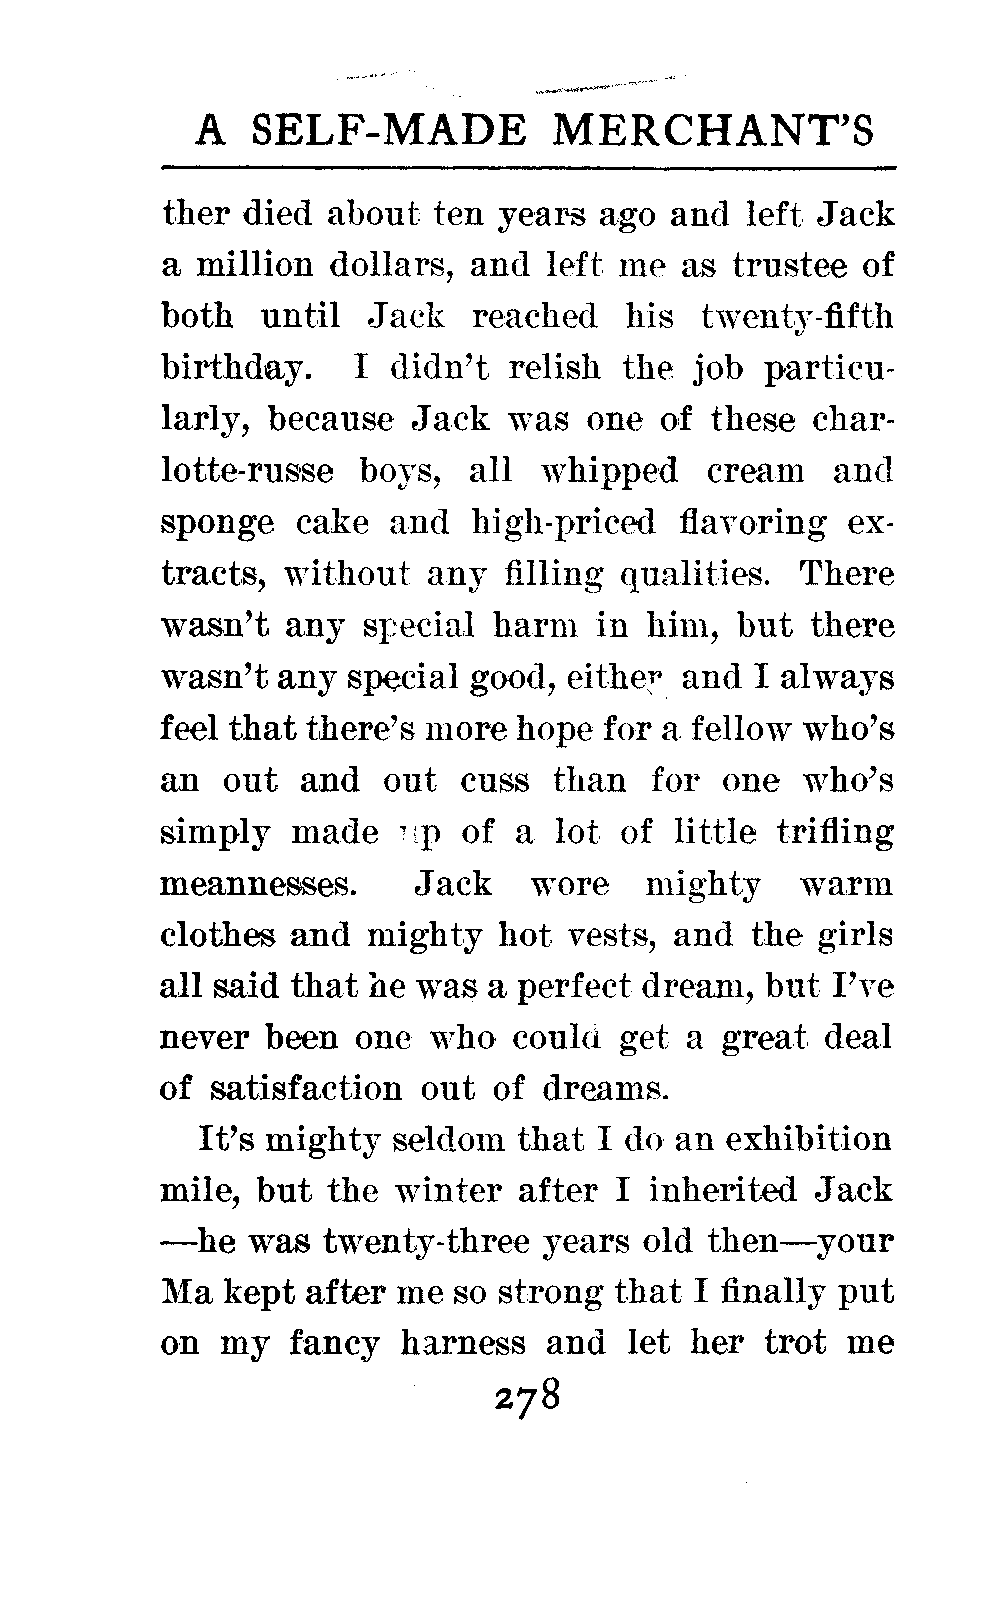 A SELF-MADE MERCHANT'S
ther died about ten years ago and left Jack
a million dollars, and left me as trustee of
both until Jack reached his twenty-fifth
birthday. I didn't relish the job particu-
larly, because Jack was one of these char-
lotte-russe boys, all whipped cream and
sponge cake and high-priced flavoring ex-
tracts, without any filling qualities. There
wasn't any special harm in him, but there
wasn't any special good, either and I always
feel that there's more hope for a fellow who's
an out and out cuss than for one who's
simply made up of a lot of little trifling
meannesses. Jack wore mighty warm
clothes and mighty hot vests, and the girls
all said that he was a perfect dream, but I've
never been one who could get a great deal
of satisfaction out of dreams.
It's mighty seldom that I do an exhibition
mile, but the winter after I inherited Jack
—he was twenty-three years old then—your
Ma kept after me so strong that I finally put
on my fancy harness and let her trot me
278